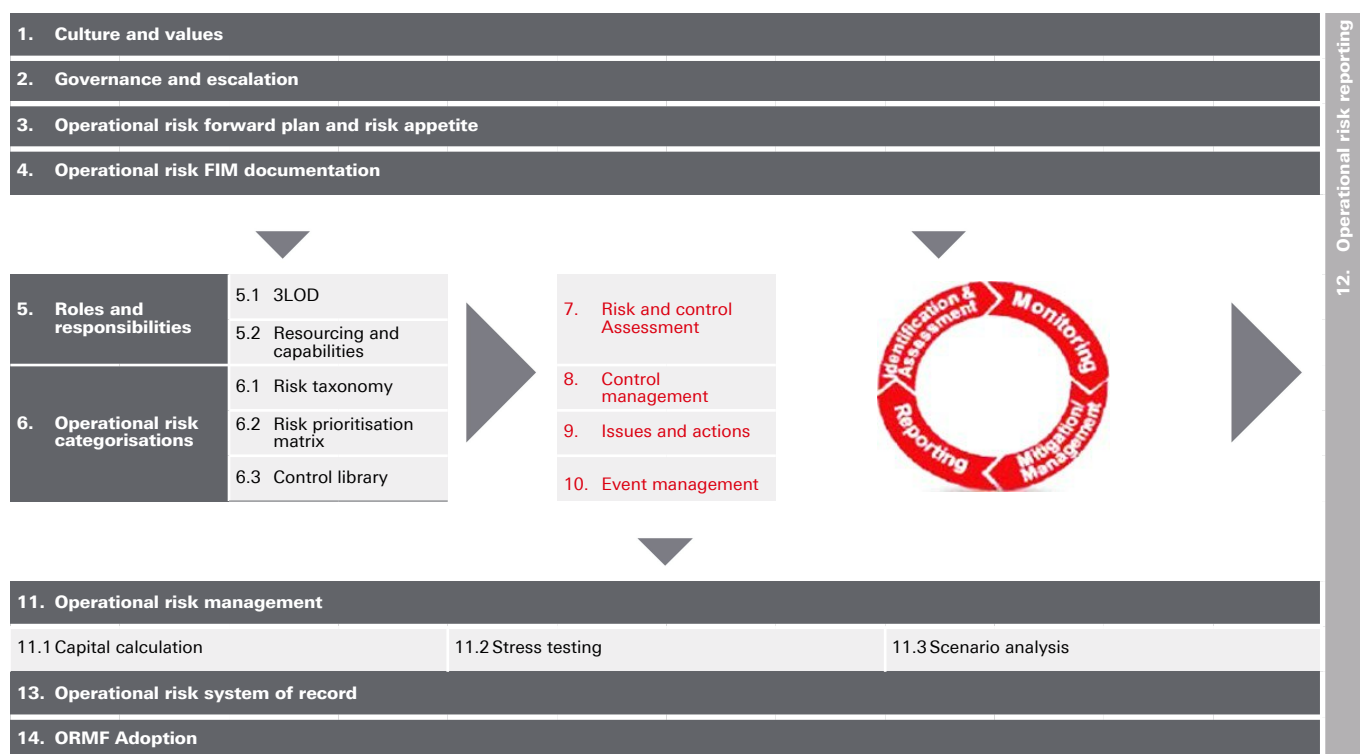 1. Culture and values
2. Governance and escalation
3. Operational risk forward plan and risk appetite
4. Operational risk FIM documentation
5. Roles and
responsibilities
5.1 3LOD
5.2 Resourcing and
capabilities
6. Operational risk
categorisations
6.1 Risk taxonomy
6.2 Risk prioritisation
matrix
6.3 Control library
7. Risk and control
Assessment
8. Control
management
9. Issues and actions
10. Event management
Identification &
Assessment
Monitoring
Mitigation/
Management
Reporting
11. Operational risk management
11.1 Capital calculation
11.2 Stress testing
11.3 Scenario analysis
13. Operational risk system of record
14. ORMF Adoption
12. Operational risk reporting